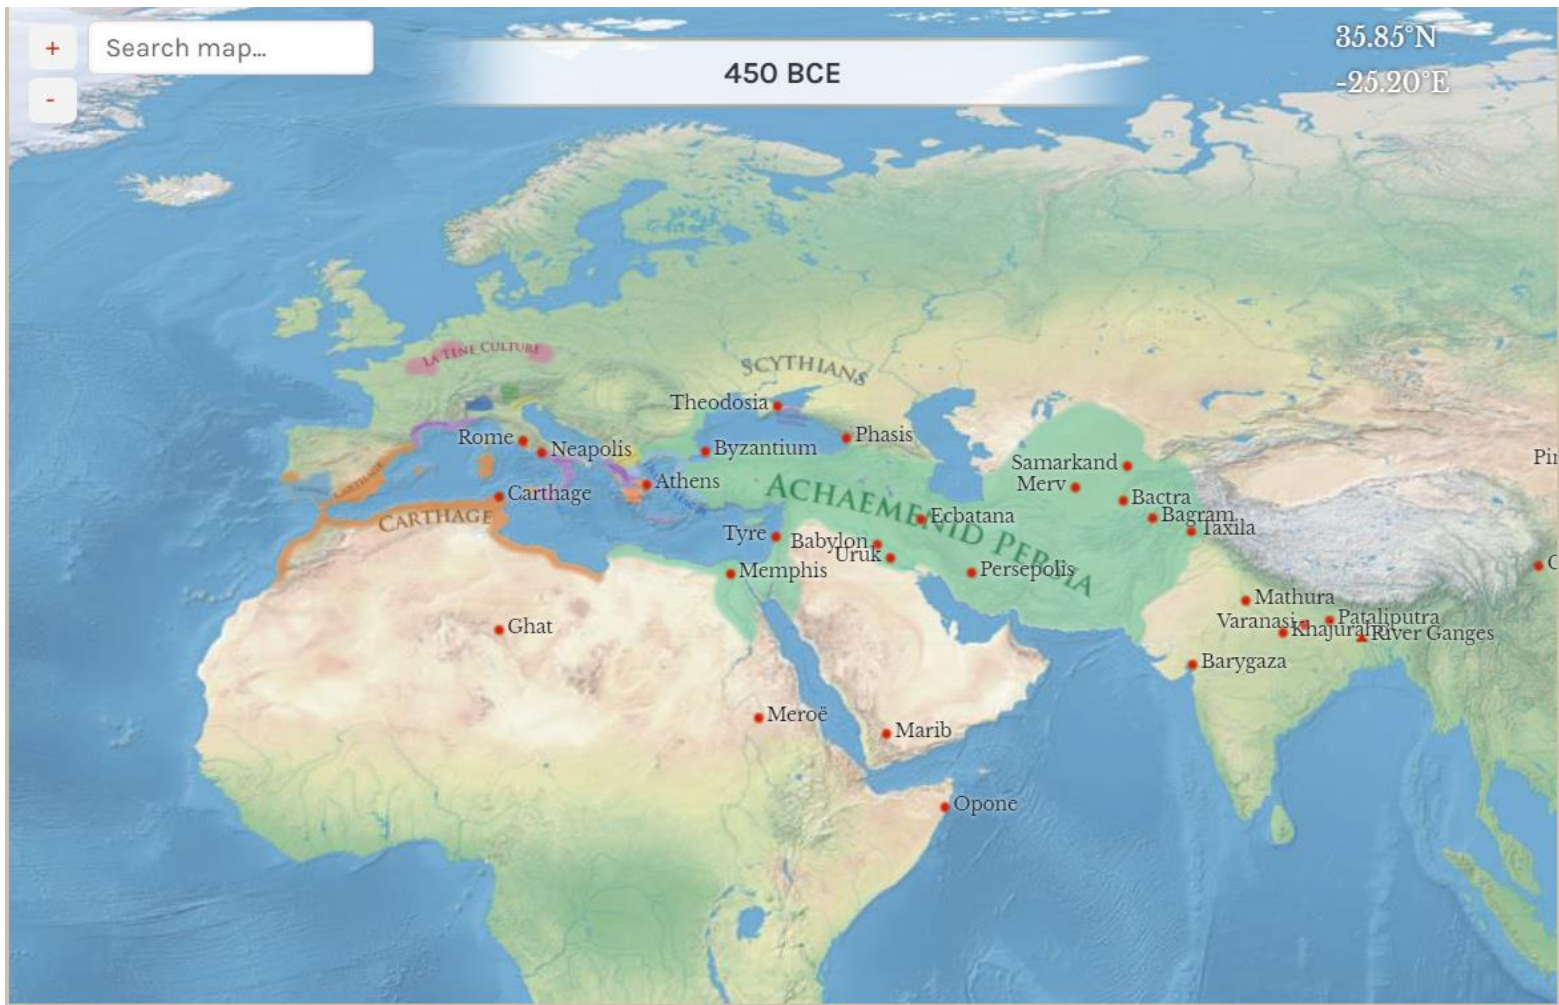 +
Search map...
-
450 BCE
35.85°N
-25.20°E
LA TENE CULTURE
SCYTHIANS
Theodosia
Rome
Neapolis
Byzantium
Phasis
Samarkand
Merv
Bactra
Bagram
Taxila
CARTHAGE
Athens
Carthage
CARTHAGE
ACHAEMENID PERSIA
Ecbatana
Tyre
Babylon
Uruk
Memphis
Persepolis
Ghat
Mathura
Varanasi
Pataliputra
River Ganges
Barygaza
Meroë
Marib
Opone